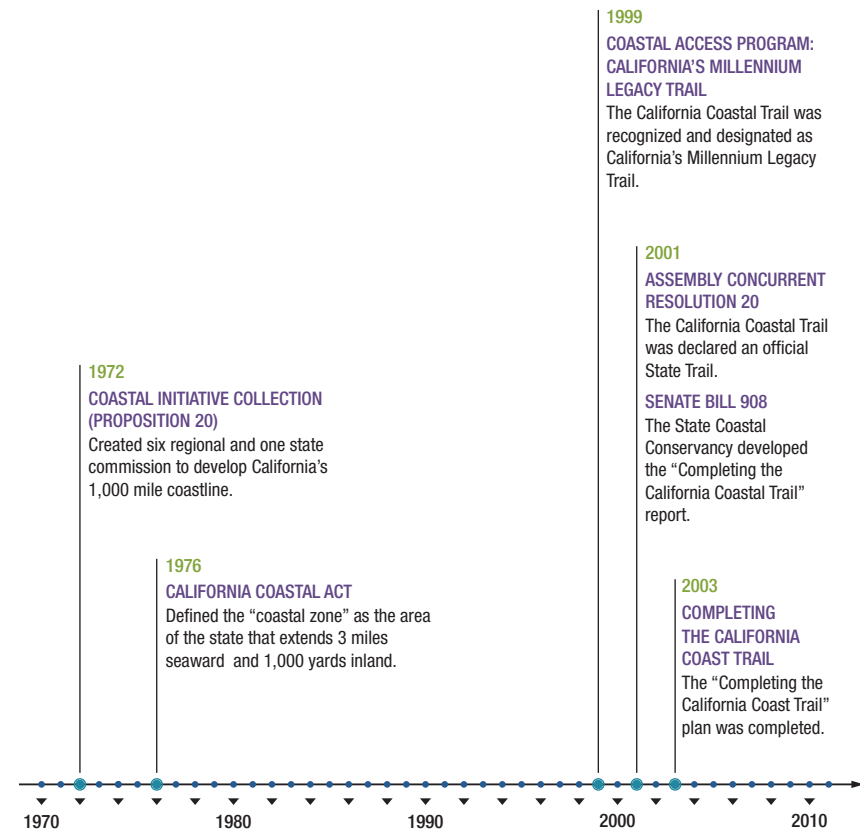 1999
COASTAL ACCESS PROGRAM:
CALIFORNIA’S MILLENNIUM
LEGACY TRAIL
The California Coastal Trail was
recognized and designated as
California’s Millennium Legacy
Trail.
2001
ASSEMBLY CONCURRENT
RESOLUTION 20
The California Coastal Trail
was declared an official
State Trail.
SENATE BILL 908
The State Coastal
Conservancy developed
the “Completing the
California Coastal Trail”
report.
1972
COASTAL INITIATIVE COLLECTION
(PROPOSITION 20)
Created six regional and one state
commission to develop California’s
1,000 mile coastline.
1976
CALIFORNIA COASTAL ACT
Defined the “coastal zone” as the area
of the state that extends 3 miles
seaward and 1,000 yards inland.
2003
COMPLETING
THE CALIFORNIA
COAST TRAIL
The “Completing the
California Coast Trail”
plan was completed.
1970 1980 1990 2000 2010